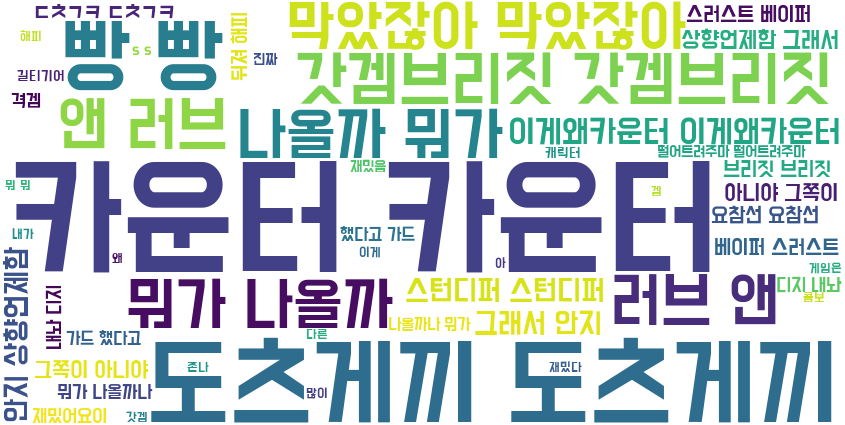 ㄷㅊㄱㅋ ㄷㅊㄱㅋ
막았잖아 막았잖아
스러스트 베이퍼
해피
빵 빵
s s
뒤져 해피
상향언제함 그래서
진짜
갓겜브리짓 갓겜브리짓
길티기어
격겜
앤 러브
나올까 뭐가
이게왜카운터 이게왜카운터
캐릭터
떨어트려주마 떨어트려주마
재밌음
브리짓 브리짓
카운터 카운터
뭐 뭐
겜
아니야 그쪽이
요참선 요참선
내가
했다고 가드
베이퍼 스러스트
왜
이게
아
게임은
안지 상향언제함
내놔 디지
뭐가 나올까
스턴디퍼 스턴디퍼
러브 앤
디지 내놔
콤보
나올까나 뭐가
그래서 안지
가드 했다고
다른
도츠게끼 도츠게끼
그쪽이 아니야
존나
재밌다
뭐가 나올까나
많이
재밌어요이
갓겜